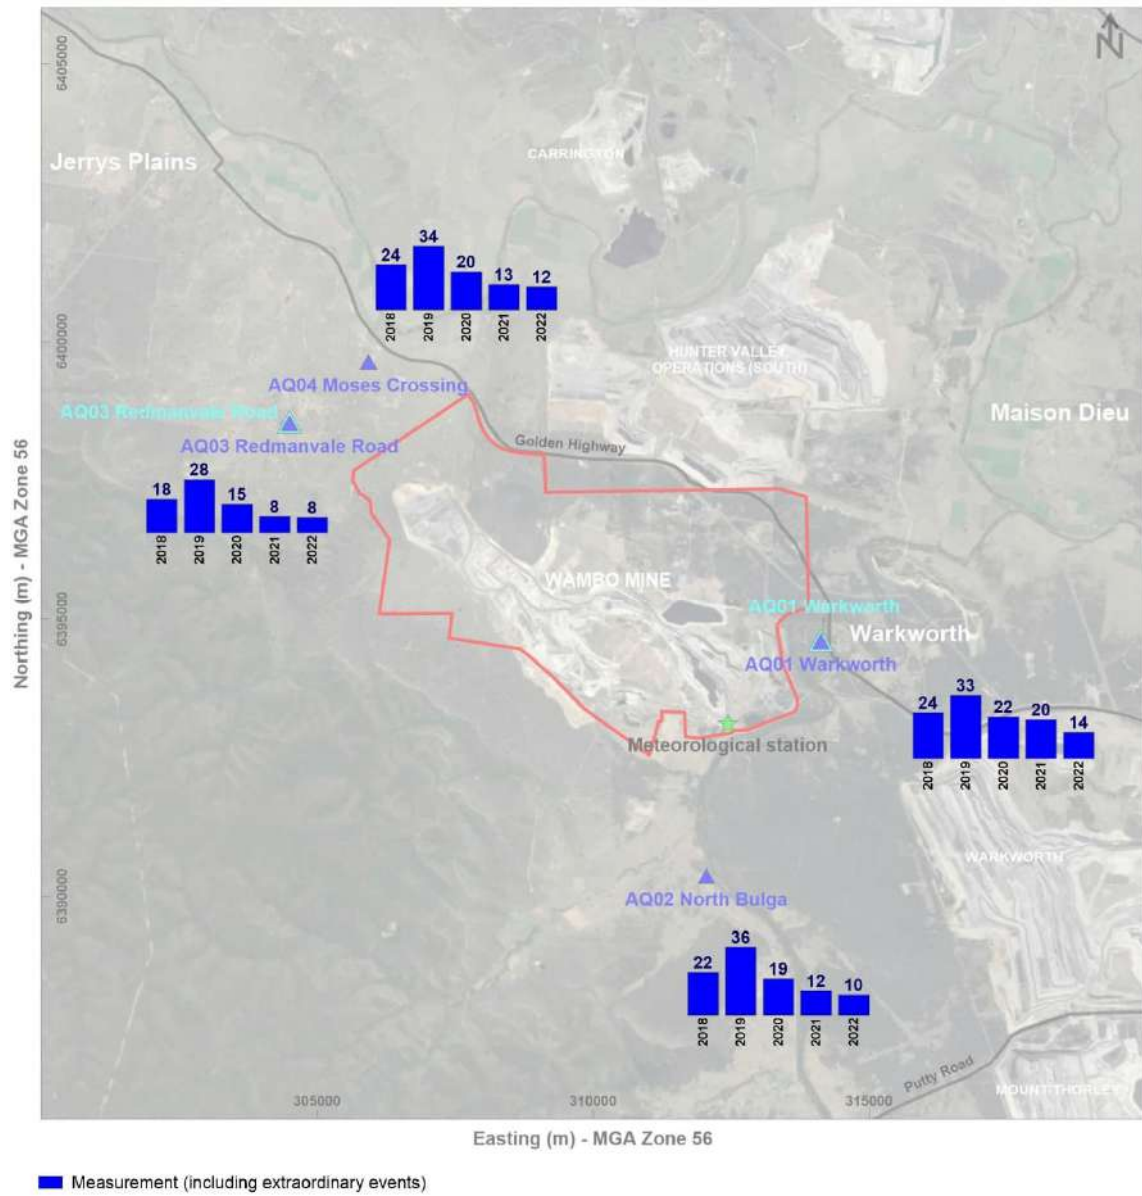 N
6405000
Jerrys Plains
CARRINGTON
24 34 20 13 12
2018 2019 2020 2021 2022
6400000
HUNTER VALLEY
OPERATIONS (SOUTH)
AQ04 Moses Crossing
AQ03 Redmanvale Road
Maison Dieu
AQ03 Redmanvale Road
Golden Highway
18 28 15 8 8
2018 2019 2020 2021 2022
Northing (m) - MGA Zone 56
WAMBO MINE
6395000
AQ01 Warkworth
Warkworth
AQ01 Warkworth
24 33 22 20 14
2018 2019 2020 2021 2022
Meteorological station
WARKWORTH
6390000
AQ02 North Bulga
22 36 19 12 10
2018 2019 2020 2021 2022
Putty Road
MOUNT THORLEY
305000 310000 315000
Easting (m) - MGA Zone 56
Measurement (including extraordinary events)